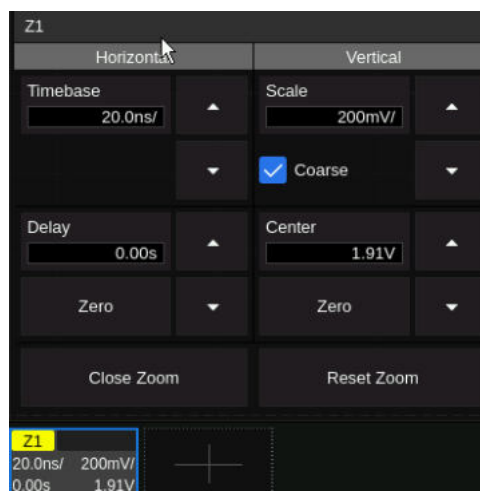 Z1
Horizontal Vertical
Timebase Scale
20.0ns/ 200mV/
Coarse
Delay Center
0.00s 1.91V
Zero Zero
Close Zoom Reset Zoom
Z1
20.0ns/ 200mV/
0.00s 1.91V